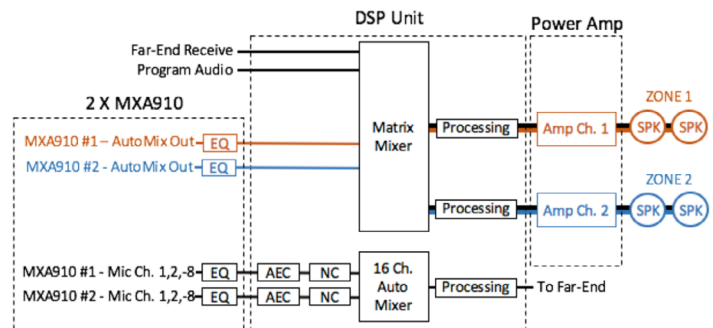 DSP Unit
Power Amp
Far-End Receive
Program Audio
2 X MXA910
ZONE 1
MXA910 #1 – AutoMix Out
EQ
Matrix
Mixer
Processing
Amp Ch. 1
SPK
SPK
MXA910 #2 - AutoMix Out
EQ
ZONE 2
Processing
Amp Ch. 2
SPK
SPK
MXA910 #1 - Mic Ch. 1,2,-8
EQ
AEC
NC
16 Ch.
Auto
Mixer
Processing
To Far-End
MXA910 #2 - Mic Ch. 1,2,-8
EQ
AEC
NC